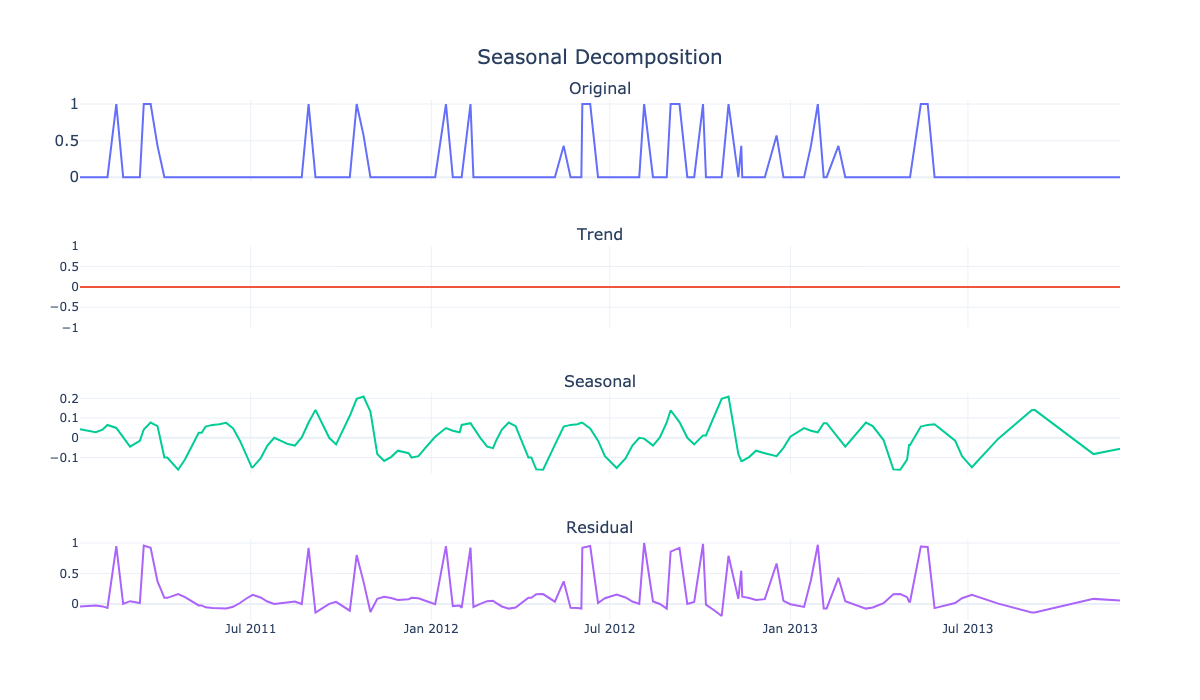 Seasonal Decomposition
Original
1
0.5
0
Trend
1
0.5
0
−0.5
−1
Seasonal
0.2
0.1
0
−0.1
Residual
1
0.5
0
Jul 2011 Jan 2012 Jul 2012 Jan 2013 Jul 2013